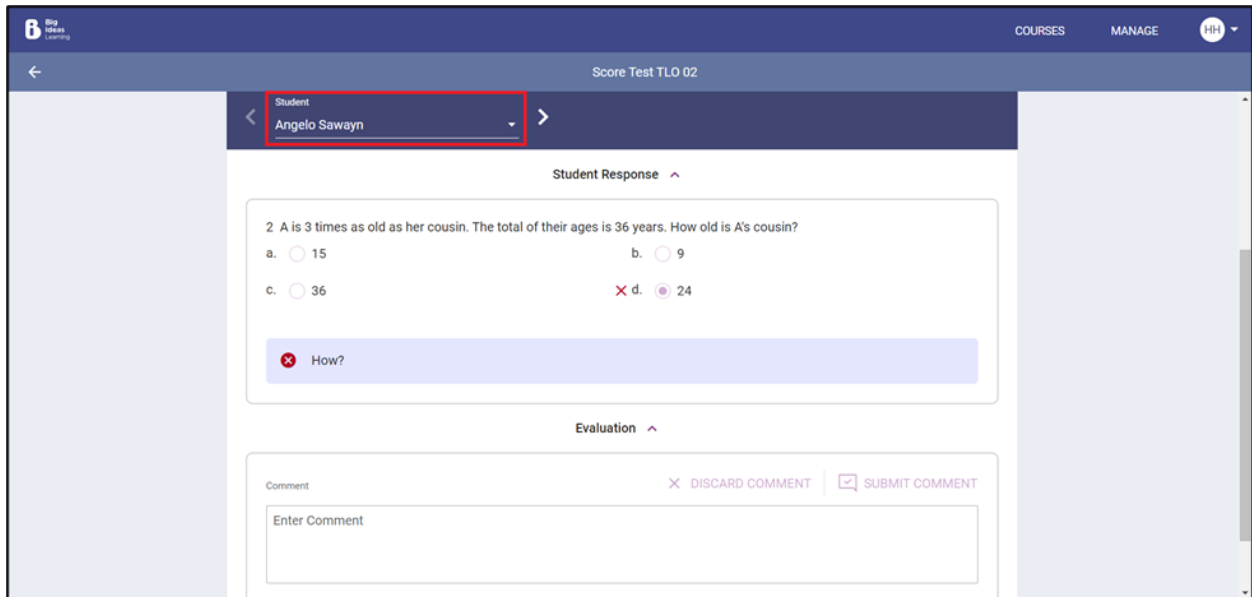 Big
Ideas
Learning
COURSES
MANAGE
HH
Score Test TLO 02
Student
Angelo Sawayn
Student Response
2 A is 3 times as old as her cousin. The total of their ages is 36 years. How old is A's cousin?
a. 15
b. 9
c. 36
d. 24
How?
Evaluation
Comment
DISCARD COMMENT
SUBMIT COMMENT
Enter Comment